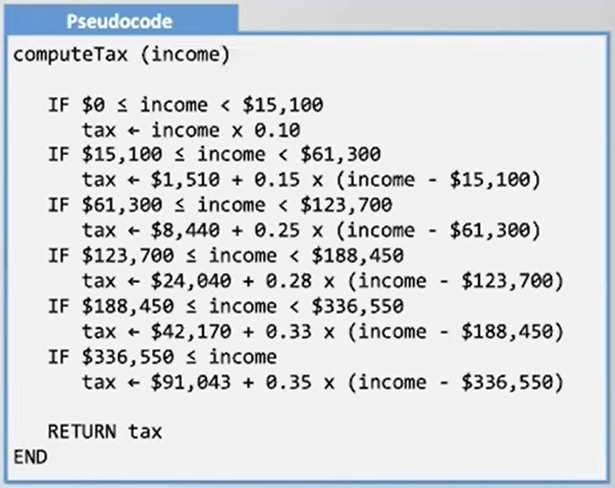 Pseudocode
computeTax (income)
IF $0 ≤ income < $15,100
tax ← income x 0.10
IF $15,100 ≤ income < $61,300
tax ← $1,510 + 0.15 x (income - $15,100)
IF $61,300 ≤ income < $123,700
tax ← $8,440 + 0.25 x (income - $61,300)
IF $123,700 ≤ income < $188,450
tax ← $24,040 + 0.28 x (income - $123,700)
IF $188,450 ≤ income < $336,550
tax ← $42,170 + 0.33 x (income - $188,450)
IF $336,550 ≤ income
tax ← $91,043 + 0.35 x (income - $336,550)
RETURN tax
END